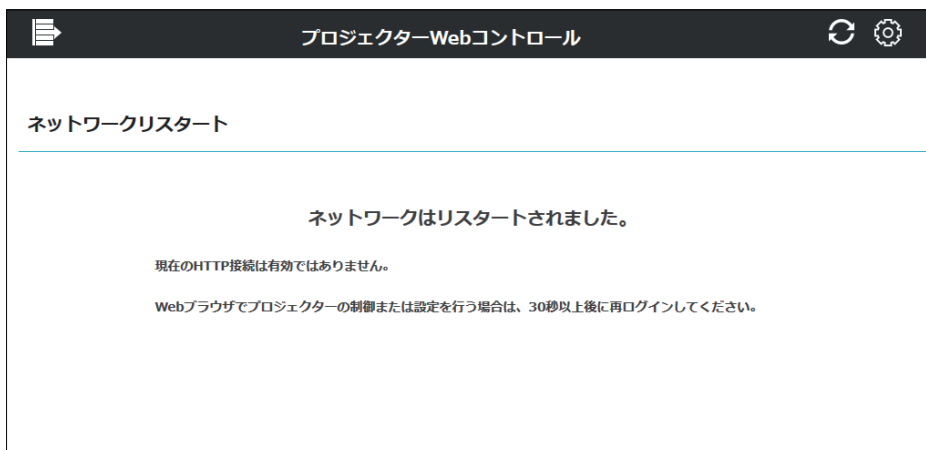 プロジェクターWebコントロール
ネットワークリスタート
ネットワークはリスタートされました。
現在のHTTP接続は有効ではありません。
Webブラウザでプロジェクターの制御または設定を行う場合は、30秒以上後に再ログインしてください。